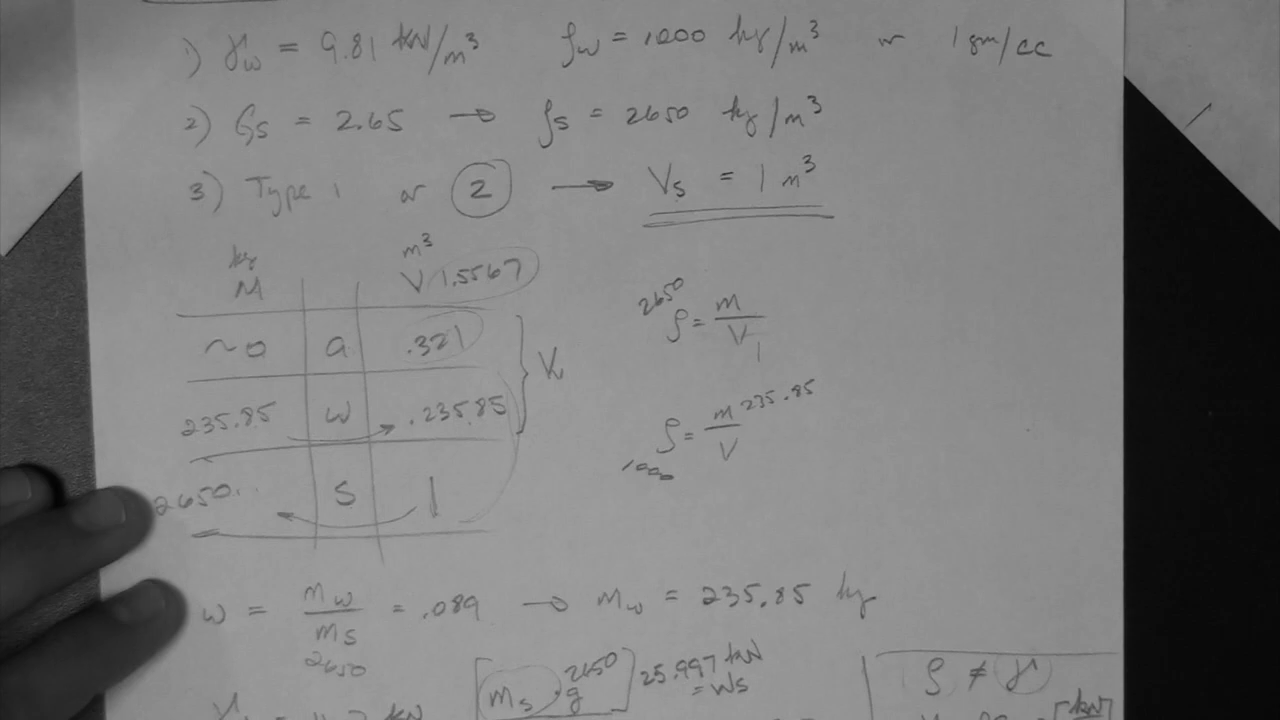 1) γw = 9.81 kN/m³ ρw = 1000 kg/m³ or 1 gm/cc
2) Gs = 2.65 → ρs = 2650 kg/m³
3) Type 1 or 2 → Vs = 1 m³
kg m³
M V 1.5567
~0 a .321 Vv
235.85 w .23585
2650.. s 1
2650
ρ = m/V 1
ρ = m/V 235.85
1000
w = mw/ms = .089 → mw = 235.85 kg
2650
[ms · g 2650] 25.997 kN
= Ws
ρ ≠ γ
kN